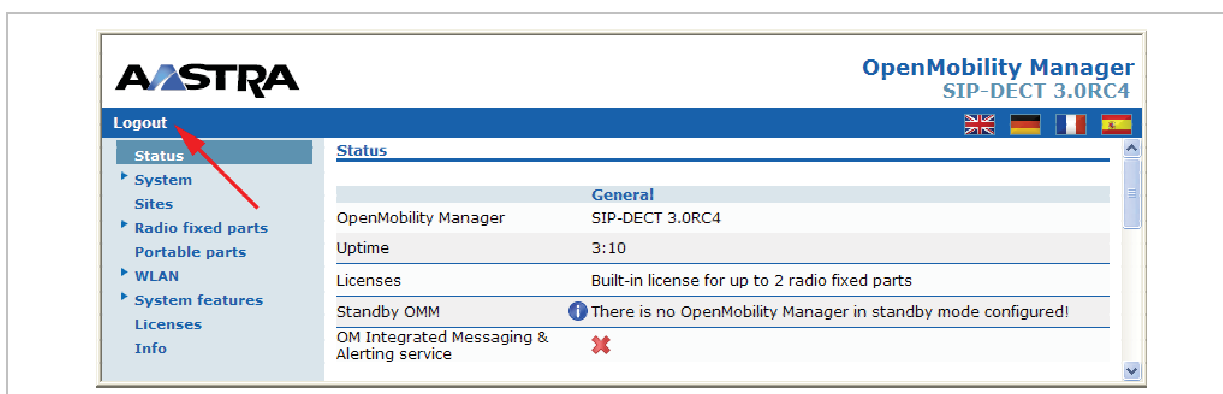 AASTRA
OpenMobility Manager
SIP-DECT 3.0RC4
Logout
Status
System
Sites
Radio fixed parts
Portable parts
WLAN
System features
Licenses
Info
Status
General
OpenMobility Manager SIP-DECT 3.0RC4
Uptime 3:10
Licenses Built-in license for up to 2 radio fixed parts
Standby OMM There is no OpenMobility Manager in standby mode configured!
OM Integrated Messaging &
Alerting service